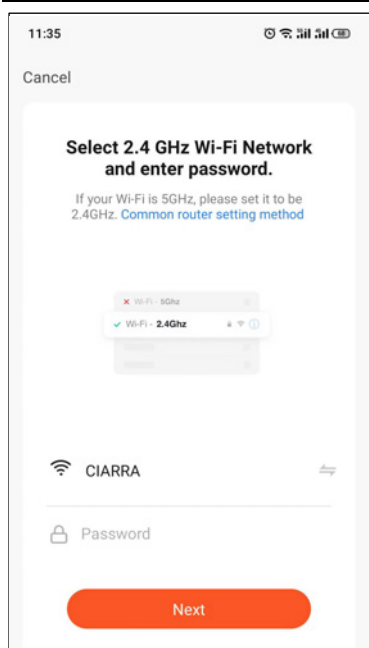 11:35
Cancel
Select 2.4 GHz Wi-Fi Network
and enter password.
If your Wi-Fi is 5GHz, please set it to be
2.4GHz. Common router setting method
Wi-Fi - 5Ghz
Wi-Fi - 2.4Ghz
CIARRA
Password
Next